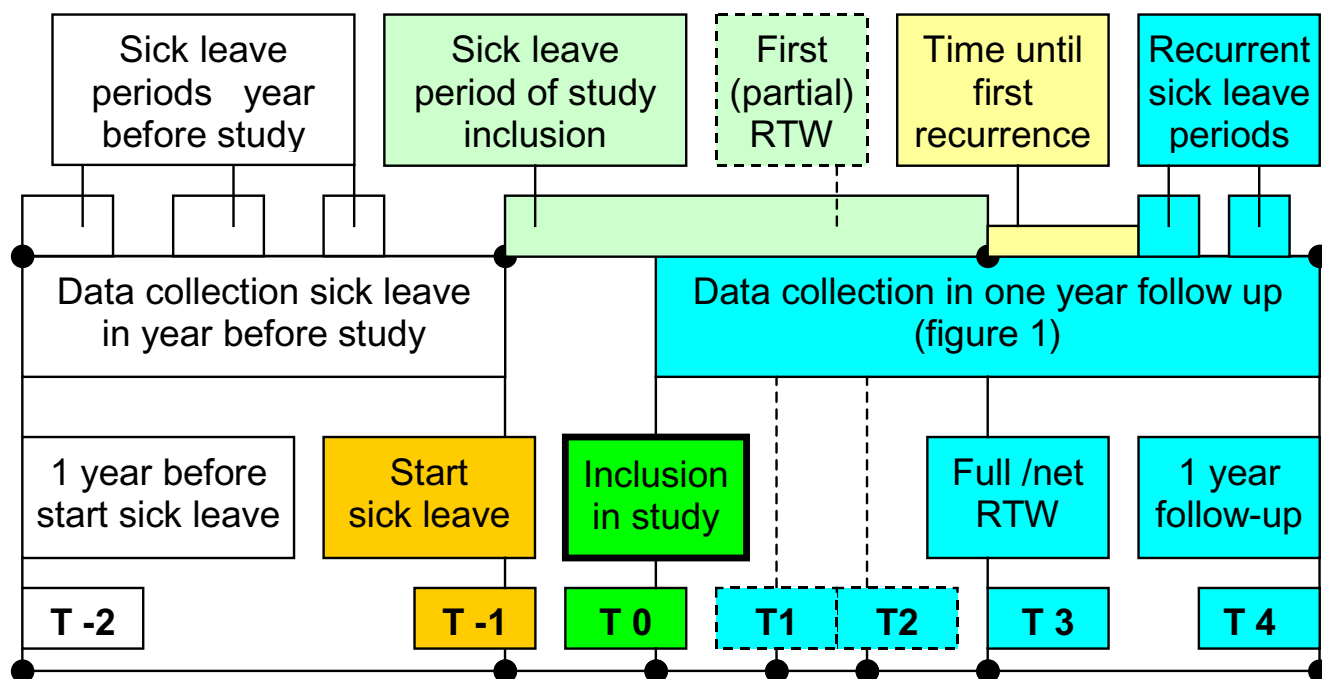 Sick leave
periods year
before study
Sick leave
period of study
inclusion
First
(partial)
RTW
Time until
first
recurrence
Recurrent
sick leave
periods
Data collection sick leave
in year before study
Data collection in one year follow up
(figure 1)
1 year before
start sick leave
Start
sick leave
Inclusion
in study
Full /net
RTW
1 year
follow-up
T -2
T -1
T 0
T1
T2
T 3
T 4